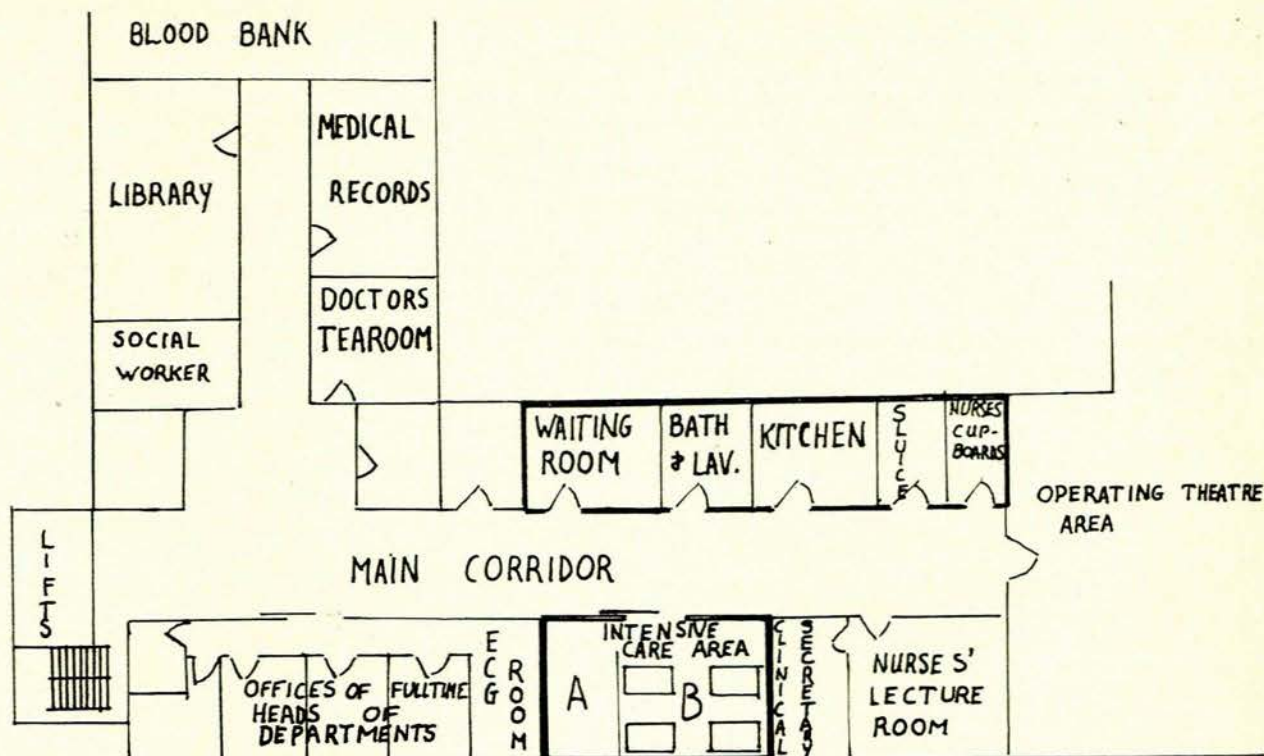 BLOOD BANK
LIBRARY
MEDICAL
RECORDS
SOCIAL
WORKER
DOCTORS
TEAROOM
WAITING
ROOM
BATH
& LAV.
KITCHEN
SLUICE
NURSES
CUP-
BOARDS
OPERATING THEATRE
AREA
LIFTS
MAIN CORRIDOR
OFFICES OF FULLTIME
HEADS OF
DEPARTMENTS
ECG
ROOM
A
INTENSIVE
CARE AREA
B
CLINICAL
SECRETARY
NURSES'
LECTURE
ROOM